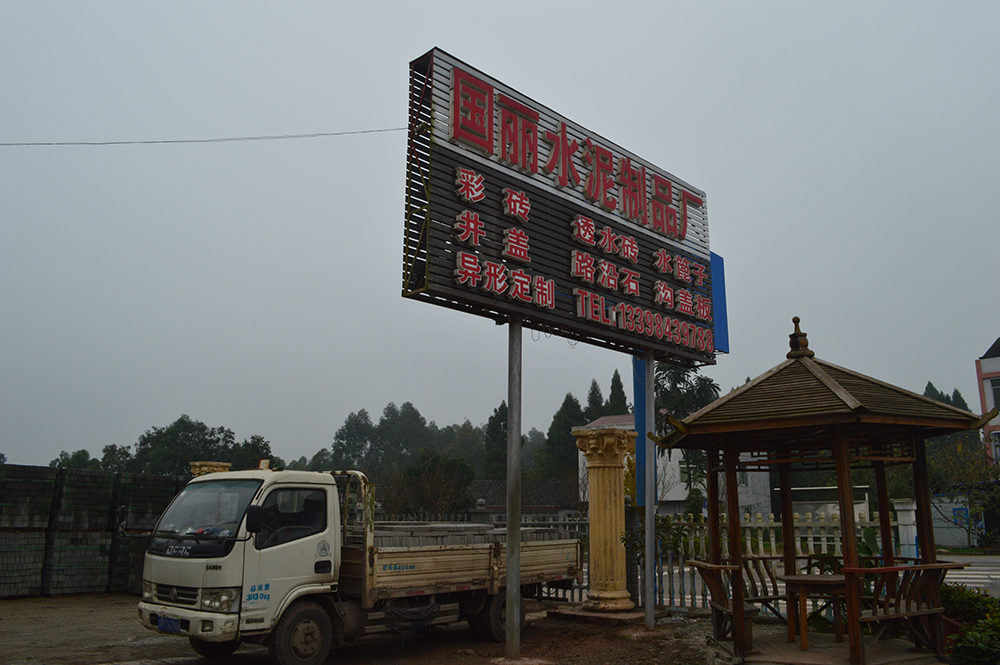 国丽水泥制品厂
彩砖 透水砖 水篦子
井盖 路沿石 沟盖板
异形定制 TEL:13398439788